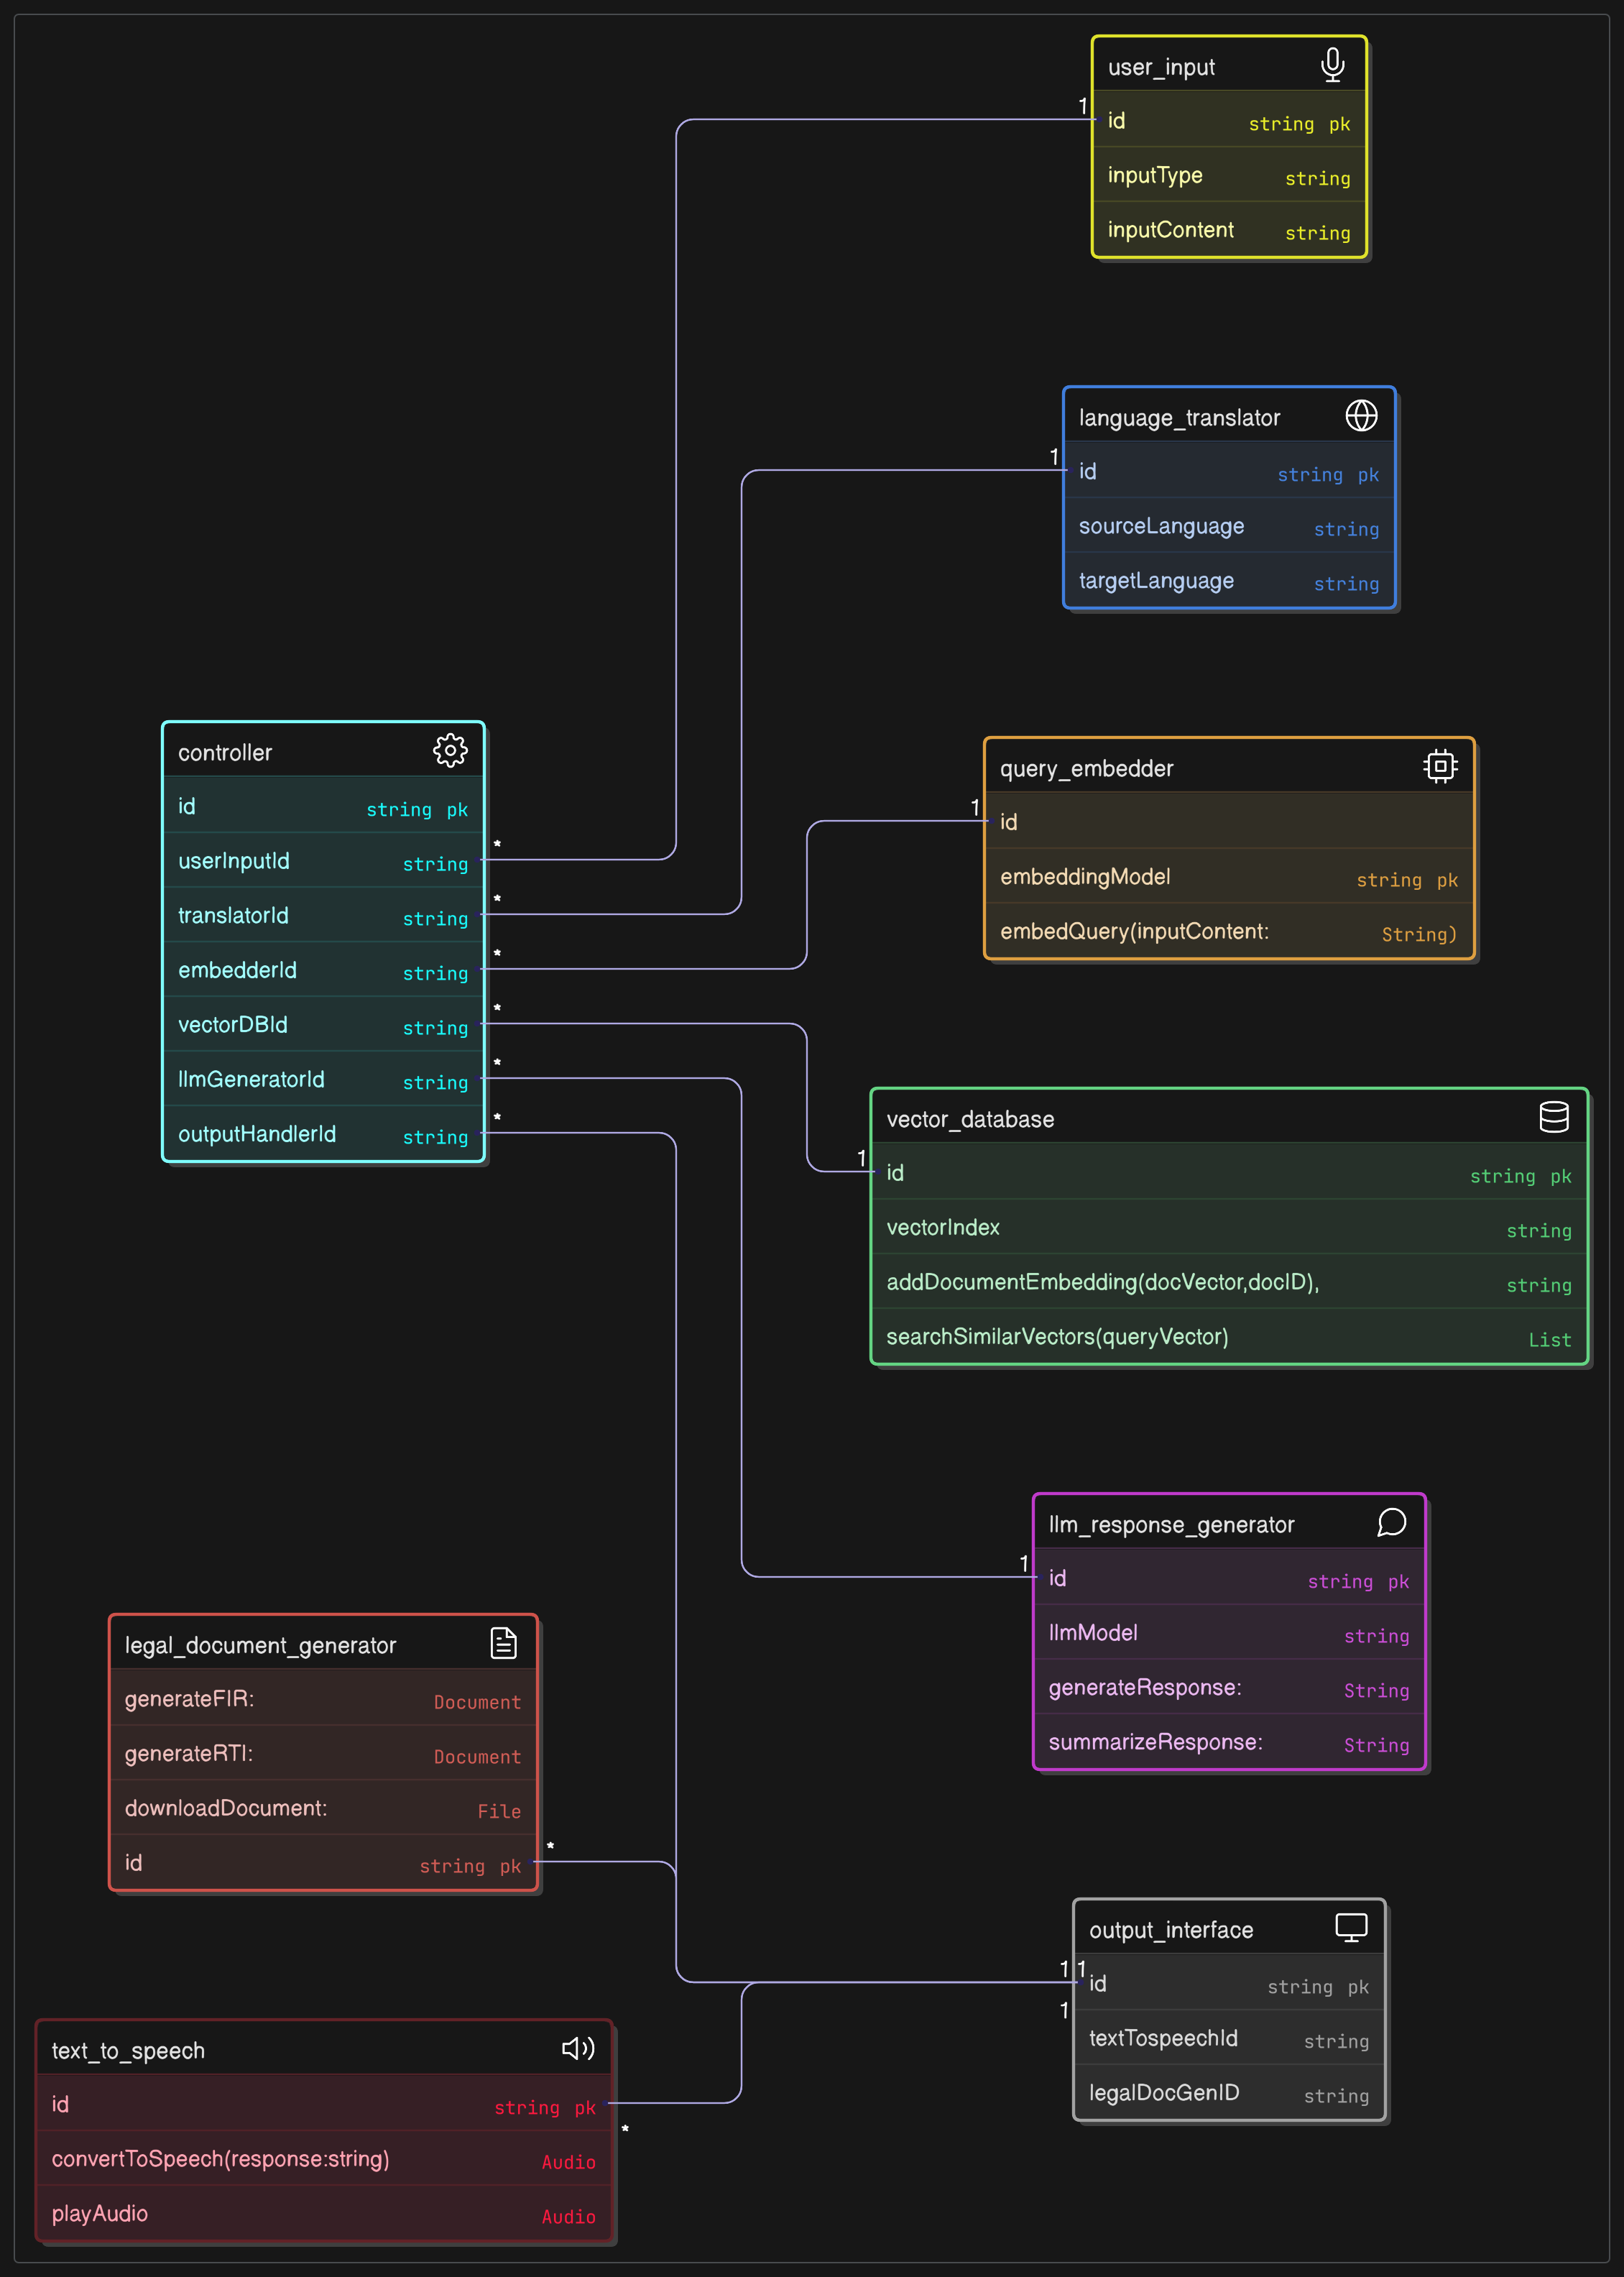 user_input
1
id string pk
inputType string
inputContent string
language_translator
1
id string pk
sourceLanguage string
targetLanguage string
controller
id string pk
userInputId string
*
translatorId string
*
embedderId string
*
vectorDBId string
*
llmGeneratorId string
*
outputHandlerId string
*
query_embedder
1
id
embeddingModel string pk
embedQuery(inputContent: String)
vector_database
1
id string pk
vectorIndex string
addDocumentEmbedding(docVector,docID), string
searchSimilarVectors(queryVector) List
llm_response_generator
1
id string pk
llmModel string
generateResponse: String
summarizeResponse: String
legal_document_generator
generateFIR: Document
generateRTI: Document
downloadDocument: File
*
id string pk
output_interface
1 1
id string pk
1
textTospeechId string
legalDocGenID string
text_to_speech
id string pk
*
convertToSpeech(response:string) Audio
playAudio Audio